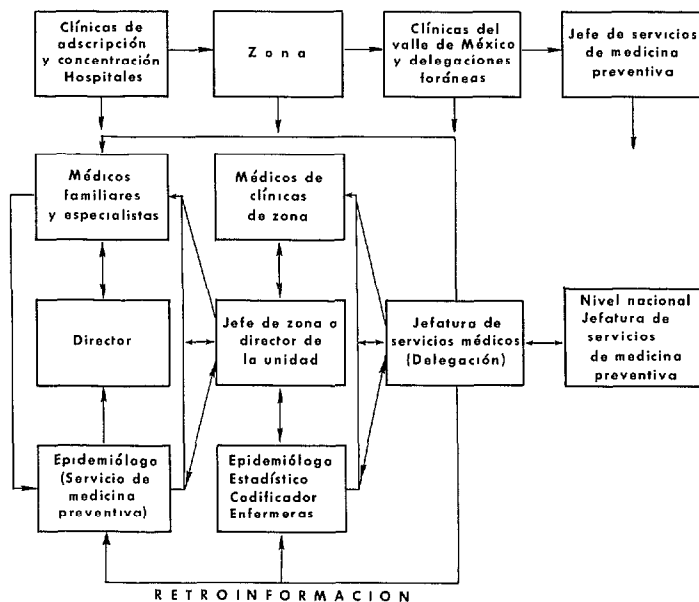 Clínicas de
adscripción
y concentración
Hospitales
Zona
Clínicas del
valle de México
y delegaciones
foráneas
Jefe de servicios
de medicina
preventiva
Médicos
familiares
y especialistas
Médicos de
clínicas
de zona
Director
Jefe de zona o
director de
la unidad
Jefatura de
servicios médicos
(Delegación)
Nivel nacional
Jefatura de
servicios
de medicina
preventiva
Epidemiólogo
(Servicio de
medicina
preventiva)
Epidemiólogo
Estadístico
Codificador
Enfermeras
RETROINFORMACION